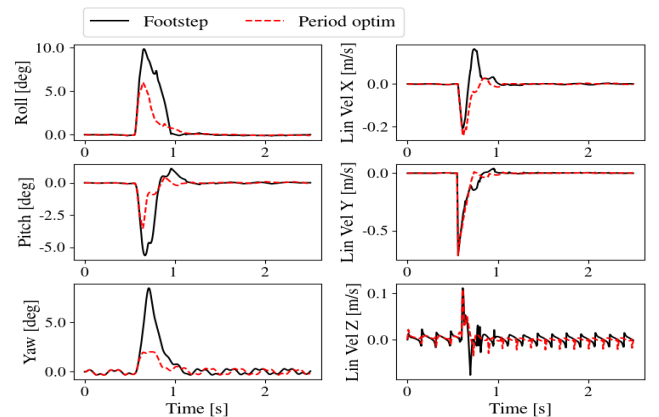 Footstep Period optim
Roll [deg]
10.0
5.0
0.0
0 1 2
Lin Vel X [m/s]
0.0
-0.2
0 1 2
Pitch [deg]
0.0
-2.5
-5.0
0 1 2
Lin Vel Y [m/s]
0.0
-0.5
0 1 2
Yaw [deg]
5.0
0.0
0 1 2
Time [s]
Lin Vel Z [m/s]
0.1
0.0
0 1 2
Time [s]